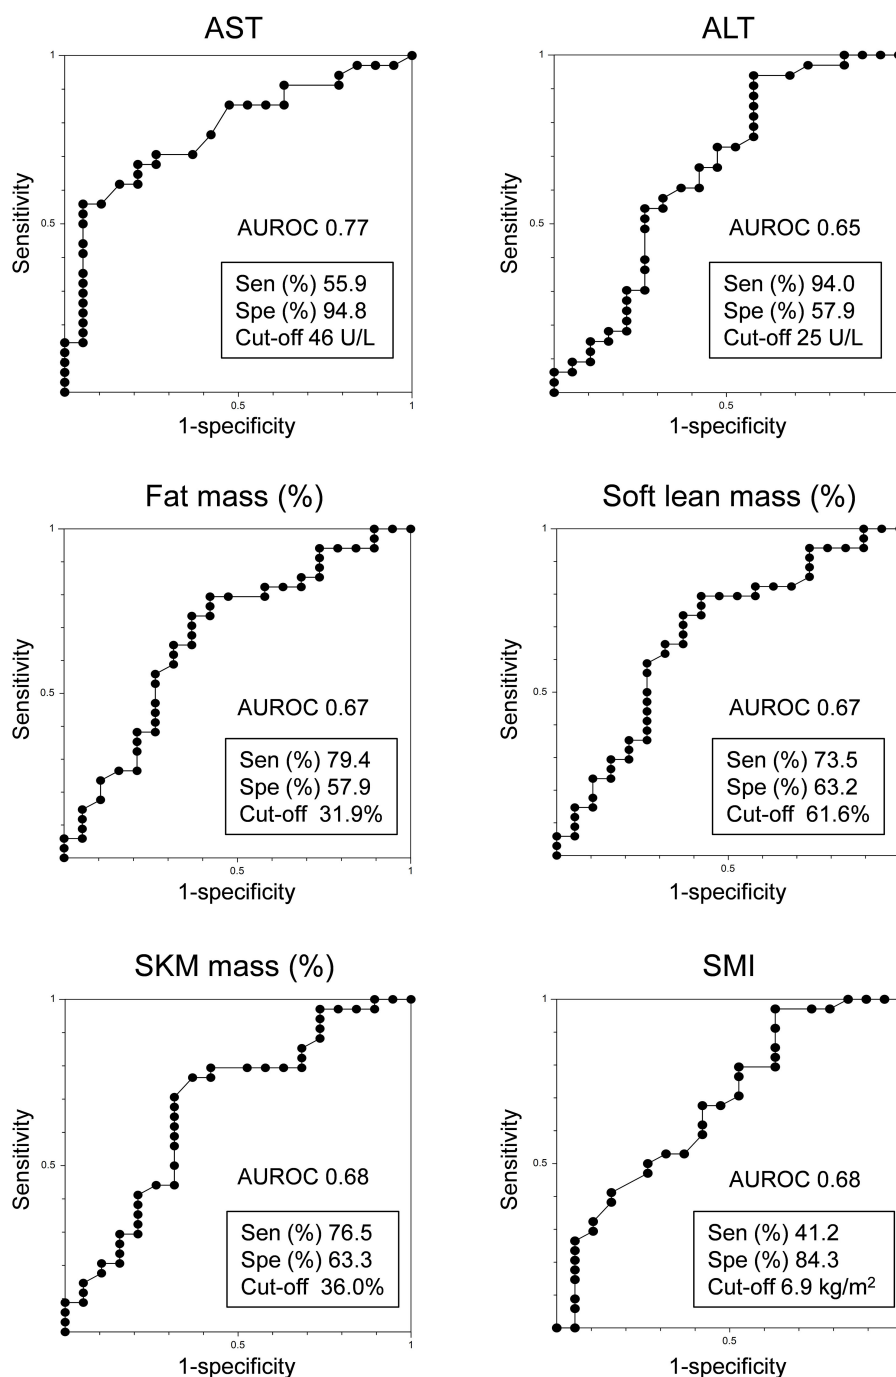 AST
1
Sensitivity
0.5
AUROC 0.77
Sen (%) 55.9
Spe (%) 94.8
Cut-off 46 U/L
0.5
1
1-specificity
ALT
1
Sensitivity
0.5
AUROC 0.65
Sen (%) 94.0
Spe (%) 57.9
Cut-off 25 U/L
0.5
1-specificity
Fat mass (%)
1
Sensitivity
0.5
AUROC 0.67
Sen (%) 79.4
Spe (%) 57.9
Cut-off 31.9%
0.5
1
1-specificity
Soft lean mass (%)
1
Sensitivity
0.5
AUROC 0.67
Sen (%) 73.5
Spe (%) 63.2
Cut-off 61.6%
0.5
1-specificity
SKM mass (%)
1
Sensitivity
0.5
AUROC 0.68
Sen (%) 76.5
Spe (%) 63.3
Cut-off 36.0%
0.5
1
1-specificity
SMI
1
Sensitivity
0.5
AUROC 0.68
Sen (%) 41.2
Spe (%) 84.3
Cut-off 6.9 kg/m²
0.5
1-specificity